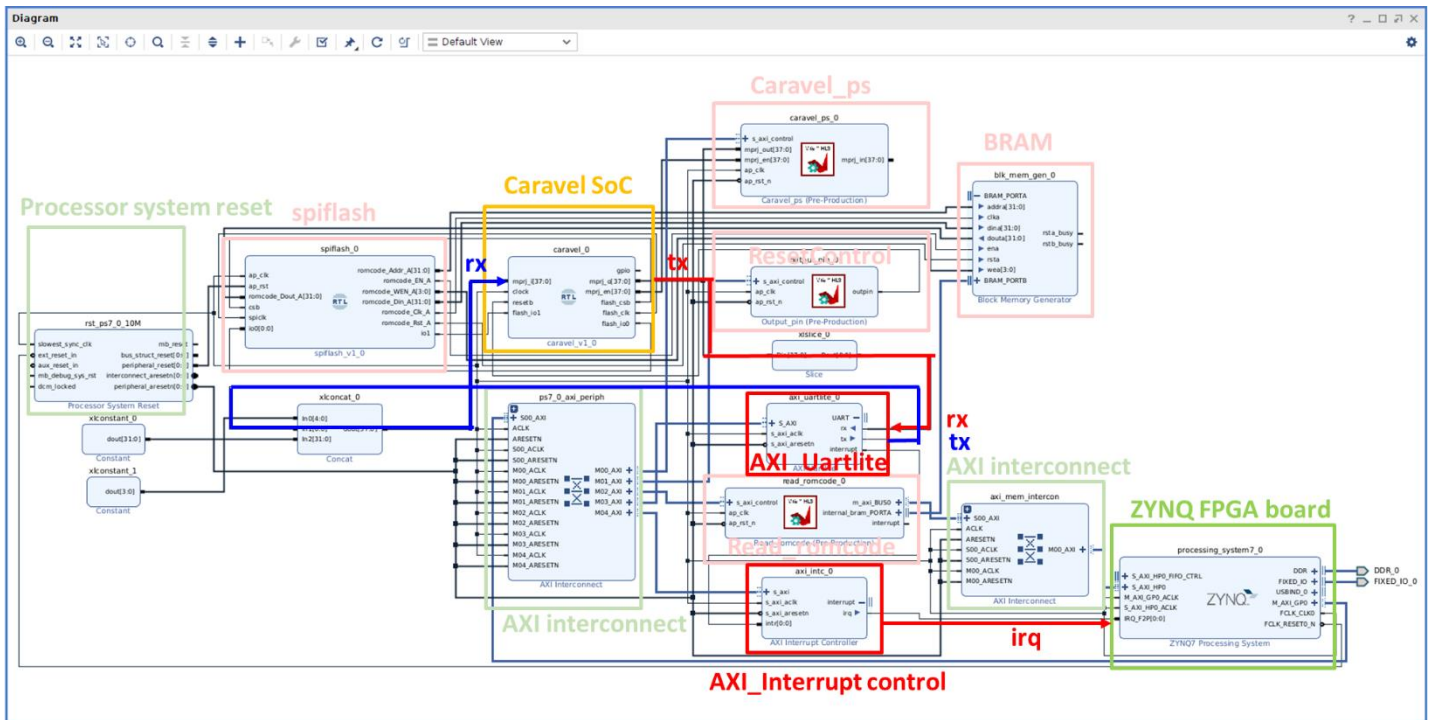 Diagram
Default View
Caravel_ps
caravel_ps_0
s_axi_control
mprj_out[37:0]
mprj_en[37:0]
ap_clk
ap_rst_n
mprj_in[37:0]
Caravel_ps (Pre-Production)
BRAM
blk_mem_gen_0
BRAM_PORTA
addra[31:0]
clka
dina[31:0]
douta[31:0]
ena
rsta
wea[3:0]
BRAM_PORTB
rsta_busy
rstb_busy
Block Memory Generator
Processor system reset
rst_ps7_0_10M
slowest_sync_clk
ext_reset_in
aux_reset_in
mb_debug_sys_rst
dcm_locked
mb_reset
bus_struct_reset[0:0]
peripheral_reset[0:0]
interconnect_aresetn[0:0]
peripheral_aresetn[0:0]
Processor System Reset
spiflash
spiflash_0
ap_clk
ap_rst
romcode_Dout_A[31:0]
csb
spiclk
io0[0:0]
romcode_Addr_A[31:0]
romcode_EN_A
romcode_WEN_A[3:0]
romcode_Din_A[31:0]
romcode_Clk_A
romcode_Rst_A
io1
RTL
spiflash_v1_0
Caravel SoC
caravel_0
rx
tx
mprj_i[37:0]
clock
resetb
flash_io1
gpio
mprj_o[37:0]
mprj_en[37:0]
flash_csb
flash_clk
flash_io0
RTL
caravel_v1_0
ResetControl
s_axi_control
ap_clk
ap_rst_n
outpin
Output_pin (Pre-Production)
xlslice_0
Slice
xlconstant_0
dout[31:0]
Constant
xlconstant_1
dout[3:0]
Constant
xlconcat_0
In0[4:0]
In2[31:0]
Concat
ps7_0_axi_periph
S00_AXI
ACLK
ARESETN
S00_ACLK
S00_ARESETN
M00_ACLK
M00_ARESETN
M01_ACLK
M01_ARESETN
M02_ACLK
M02_ARESETN
M03_ACLK
M03_ARESETN
M04_ACLK
M04_ARESETN
M00_AXI
M01_AXI
M02_AXI
M03_AXI
M04_AXI
AXI Interconnect
AXI interconnect
axi_uartlite_0
S_AXI
s_axi_aclk
s_axi_aresetn
UART
rx
tx
interrupt
AXI_Uartlite
rx
tx
read_romcode_0
s_axi_control
ap_clk
ap_rst_n
m_axi_BUS0
internal_bram_PORTA
interrupt
Read_romcode (Pre-Production)
Read_romcode
axi_intc_0
s_axi
s_axi_aclk
s_axi_aresetn
intr[0:0]
interrupt
irq
AXI Interrupt Controller
AXI_Interrupt control
irq
AXI interconnect
axi_mem_intercon
S00_AXI
ACLK
ARESETN
S00_ACLK
S00_ARESETN
M00_ACLK
M00_ARESETN
M00_AXI
AXI Interconnect
ZYNQ FPGA board
processing_system7_0
S_AXI_HP0_FIFO_CTRL
S_AXI_HP0
M_AXI_GP0_ACLK
S_AXI_HP0_ACLK
IRQ_F2P[0:0]
ZYNQ
DDR
FIXED_IO
USBIND_0
M_AXI_GP0
FCLK_CLK0
FCLK_RESET0_N
ZYNQ7 Processing System
DDR_0
FIXED_IO_0